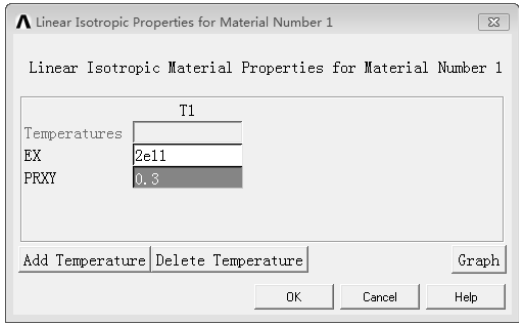 Linear Isotropic Properties for Material Number 1
Linear Isotropic Material Properties for Material Number 1
T1
Temperatures
EX 2e11
PRXY 0.3
Add Temperature Delete Temperature Graph
OK Cancel Help